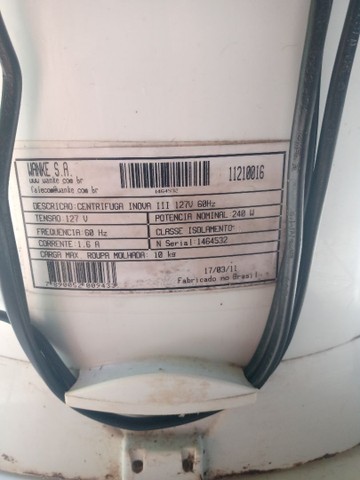 WANKE S.A.
www.wanke.com.br
falecom@wanke.com.br
1464532
11210016
DESCRICAO:CENTRIFUGA INOVA III 127V 60Hz
TENSAO:127 V
POTENCIA NOMINAL:240 W
FREQUENCIA:60 Hz
CLASSE ISOLAMENTO
CORRENTE:1,6 A
N Serial:1464532
CARGA MAX. ROUPA MOLHADA: 10 kg
17/03/11
Fabricado no Brasil